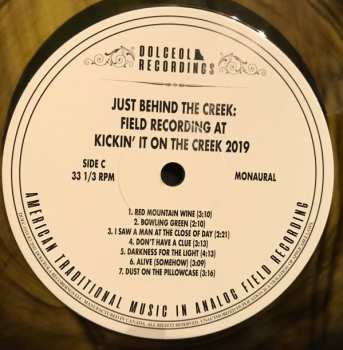 DOLCEOLA
RECORDINGS
JUST BEHIND THE CREEK:
FIELD RECORDING AT
KICKIN' IT ON THE CREEK 2019
SIDE C
33 1/3 RPM
MONAURAL
1. RED MOUNTAIN WINE [3:10]
2. BOWLING GREEN [2:10]
3. I SAW A MAN AT THE CLOSE OF DAY [2:21]
4. DON'T HAVE A CLUE [3:13]
5. DARKNESS FOR THE LIGHT [4:13]
6. ALIVE (SOMEHOW) [3:09]
7. DUST ON THE PILLOWCASE [3:16]
AMERICAN TRADITIONAL MUSIC IN ANALOG FIELD RECORDING